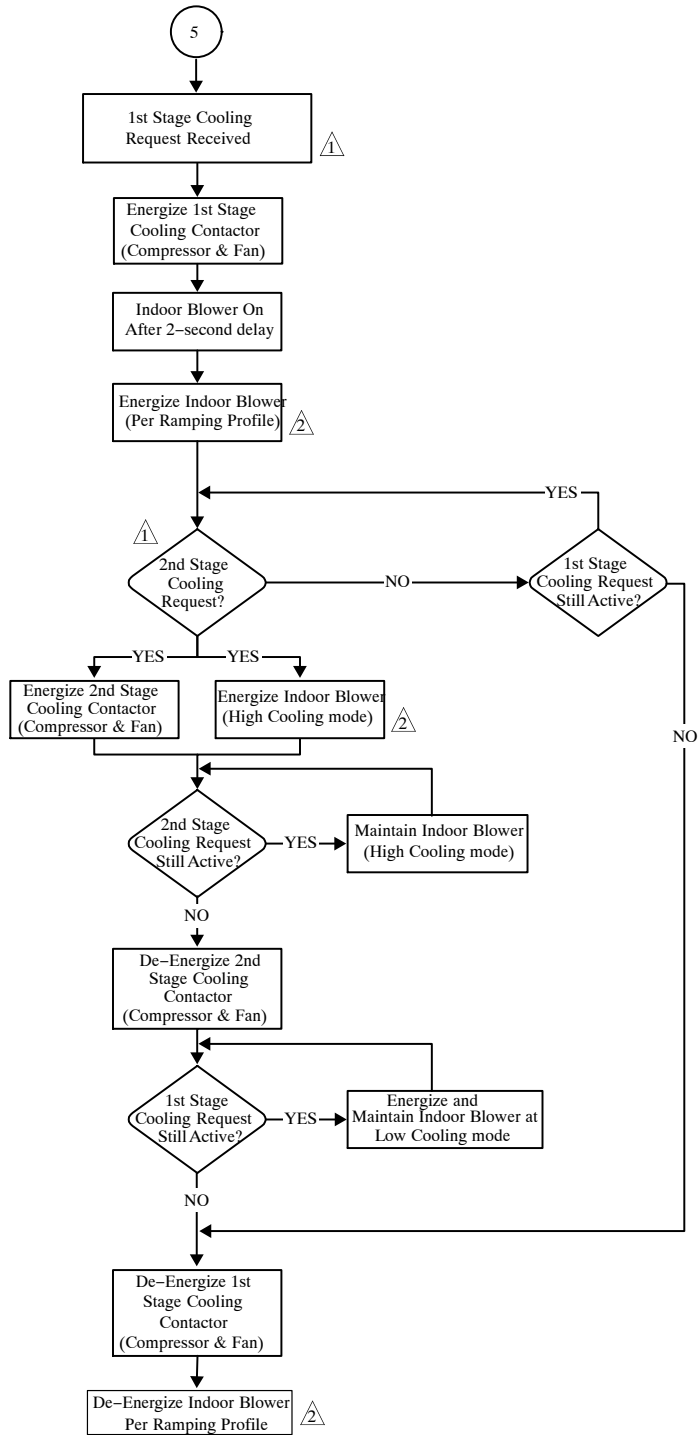 5
1st Stage Cooling
Request Received
1
Energize 1st Stage
Cooling Contactor
(Compressor & Fan)
Indoor Blower On
After 2−second delay
Energize Indoor Blower
(Per Ramping Profile)
2
YES
1
2nd Stage
Cooling
Request?
NO
1st Stage
Cooling Request
Still Active?
YES
YES
Energize 2nd Stage
Cooling Contactor
(Compressor & Fan)
Energize Indoor Blower
(High Cooling mode)
2
NO
2nd Stage
Cooling Request
Still Active?
YES
Maintain Indoor Blower
(High Cooling mode)
NO
De−Energize 2nd
Stage Cooling
Contactor
(Compressor & Fan)
1st Stage
Cooling Request
Still Active?
YES
Energize and
Maintain Indoor Blower at
Low Cooling mode
NO
De−Energize 1st
Stage Cooling
Contactor
(Compressor & Fan)
De−Energize Indoor Blower
Per Ramping Profile
2